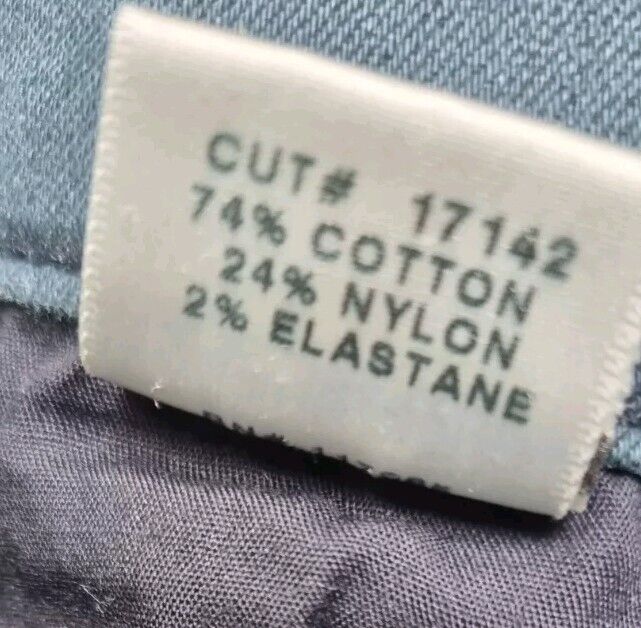 CUT# 17142
74% COTTON
24% NYLON
2% ELASTANE